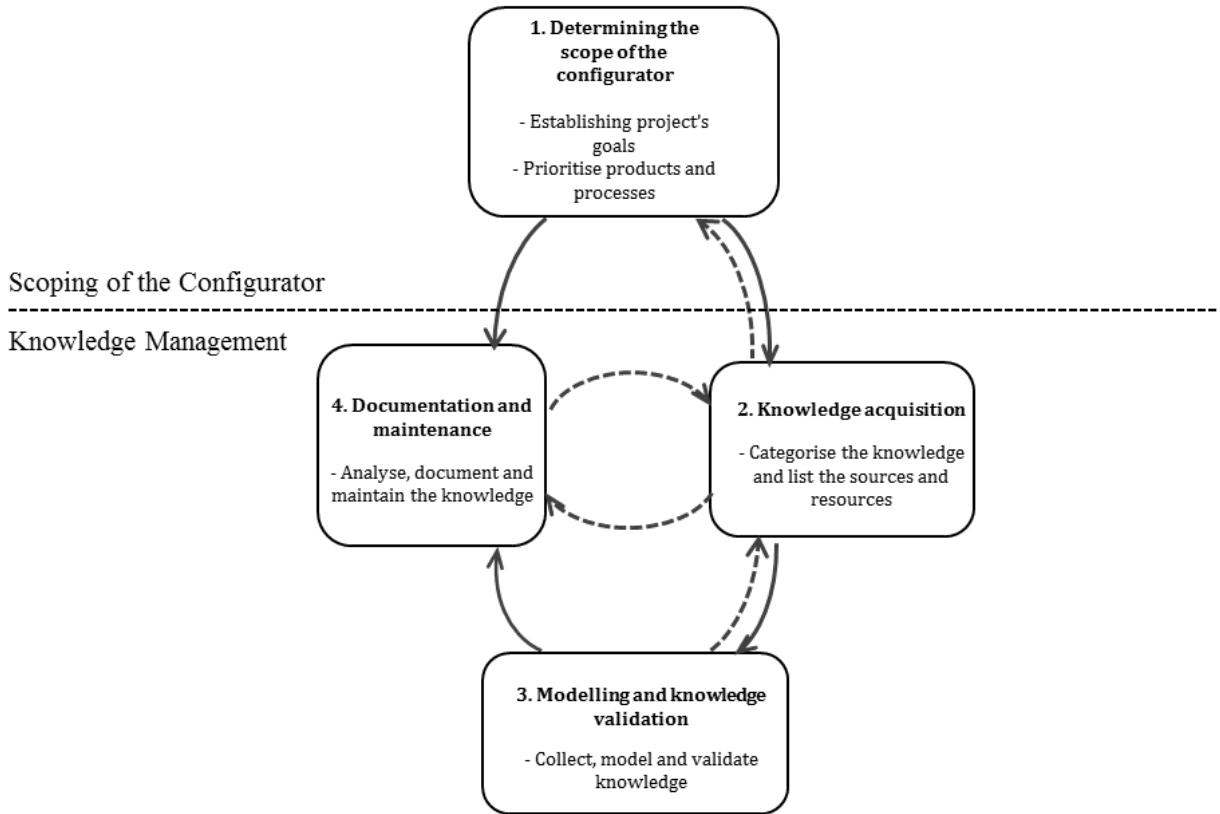 1. Determining the
scope of the
configurator
- Establishing project's
goals
- Prioritise products and
processes
Scoping of the Configurator
Knowledge Management
4. Documentation and
maintenance
- Analyse, document and
maintain the knowledge
2. Knowledge acquisition
- Categorise the knowledge
and list the sources and
resources
3. Modelling and knowledge
validation
- Collect, model and validate
knowledge